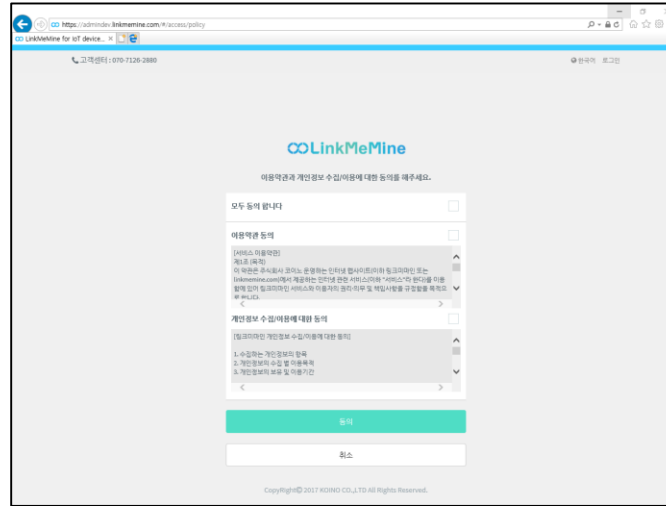 https://admindev.linkmemine.com/#/access/policy
LinkMeMine for IoT device...
고객센터 : 070-7126-2880
한국어 로그인
LinkMeMine
이용약관과 개인정보 수집/이용에 대한 동의를 해주세요.
모두 동의 합니다
이용약관 동의
[서비스 이용약관]
제1조 (목적)
이 약관은 주식회사 코이노 운영하는 인터넷 웹사이트(이하 링크미마인 또는
linkmemine.com)에서 제공하는 인터넷 관련 서비스(이하 "서비스"라 한다)를 이용
함에 있어 링크미마인 서비스와 이용자의 권리·의무 및 책임사항을 규정함을 목적으
로 합니다.
개인정보 수집/이용에 대한 동의
[링크미마인 개인정보 수집/이용에 대한 동의]
1. 수집하는 개인정보의 항목
2. 개인정보의 수집 별 이용목적
3. 개인정보의 보유 및 이용기간
동의
취소
CopyRight© 2017 KOINO CO.,LTD All Rights Reserved.